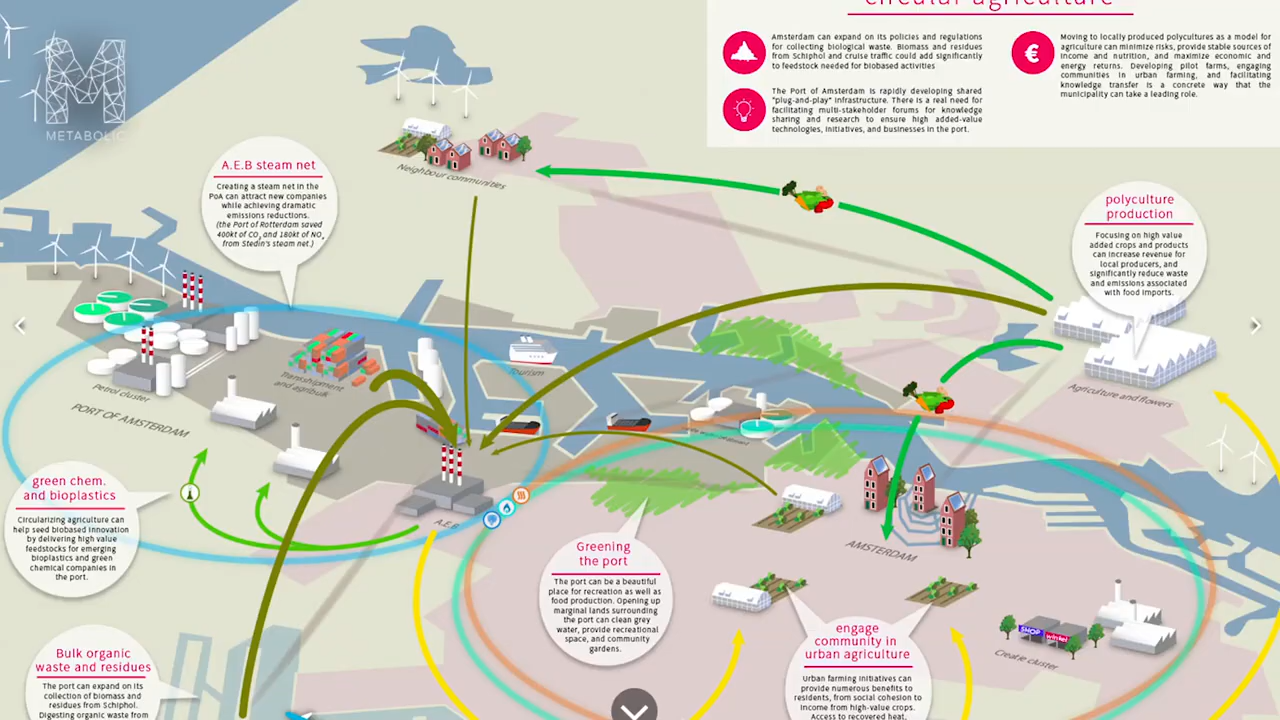 circular agriculture
Amsterdam can expand on its policies and regulations
for collecting biological waste. Biomass and residues
from Schiphol and cruise traffic could add significantly
to feedstock needed for biobased activities
The Port of Amsterdam is rapidly developing shared
"plug-and-play" infrastructure. There is a real need for
facilitating multi-stakeholder forums for knowledge
sharing and research to ensure high added-value
technologies, initiatives, and businesses in the port.
€
Moving to locally produced polycultures as a model for
agriculture can minimize risks, provide stable sources of
income and nutrition, and maximize economic and
energy returns. Developing pilot farms, engaging
communities in urban farming, and facilitating
knowledge transfer is a concrete way that the
municipality can take a leading role.
METABOLIC
A.E.B steam net
Creating a steam net in the
PoA can attract new companies
while achieving dramatic
emissions reductions.
(the Port of Rotterdam saved
400kt of CO2 and 180kt of NOx
from Stedin's steam net.)
Neighbour communities
polyculture
production
Focusing on high value
added crops and products
can increase revenue for
local producers, and
significantly reduce waste
and emissions associated
with food imports.
Tourism
Transshipment
and agribulk
Petrol cluster
PORT OF AMSTERDAM
Agriculture and flowers
green chem.
and bioplastics
Circularizing agriculture can
help seed biobased innovation
by delivering high value
feedstocks for emerging
bioplastics and green
chemical companies in
the port.
A.E.B
Greening
the port
The port can be a beautiful
place for recreation as well as
food production. Opening up
marginal lands surrounding
the port can clean grey
water, provide recreational
space, and community
gardens.
AMSTERDAM
SHOP
winkel
Creatie cluster
engage
community in
urban agriculture
Urban farming initiatives can
provide numerous benefits to
residents, from social cohesion to
income from high-value crops.
Access to recovered heat,
Bulk organic
waste and residues
The port can expand on its
collection of biomass and
residues from Schiphol.
Digesting organic waste from